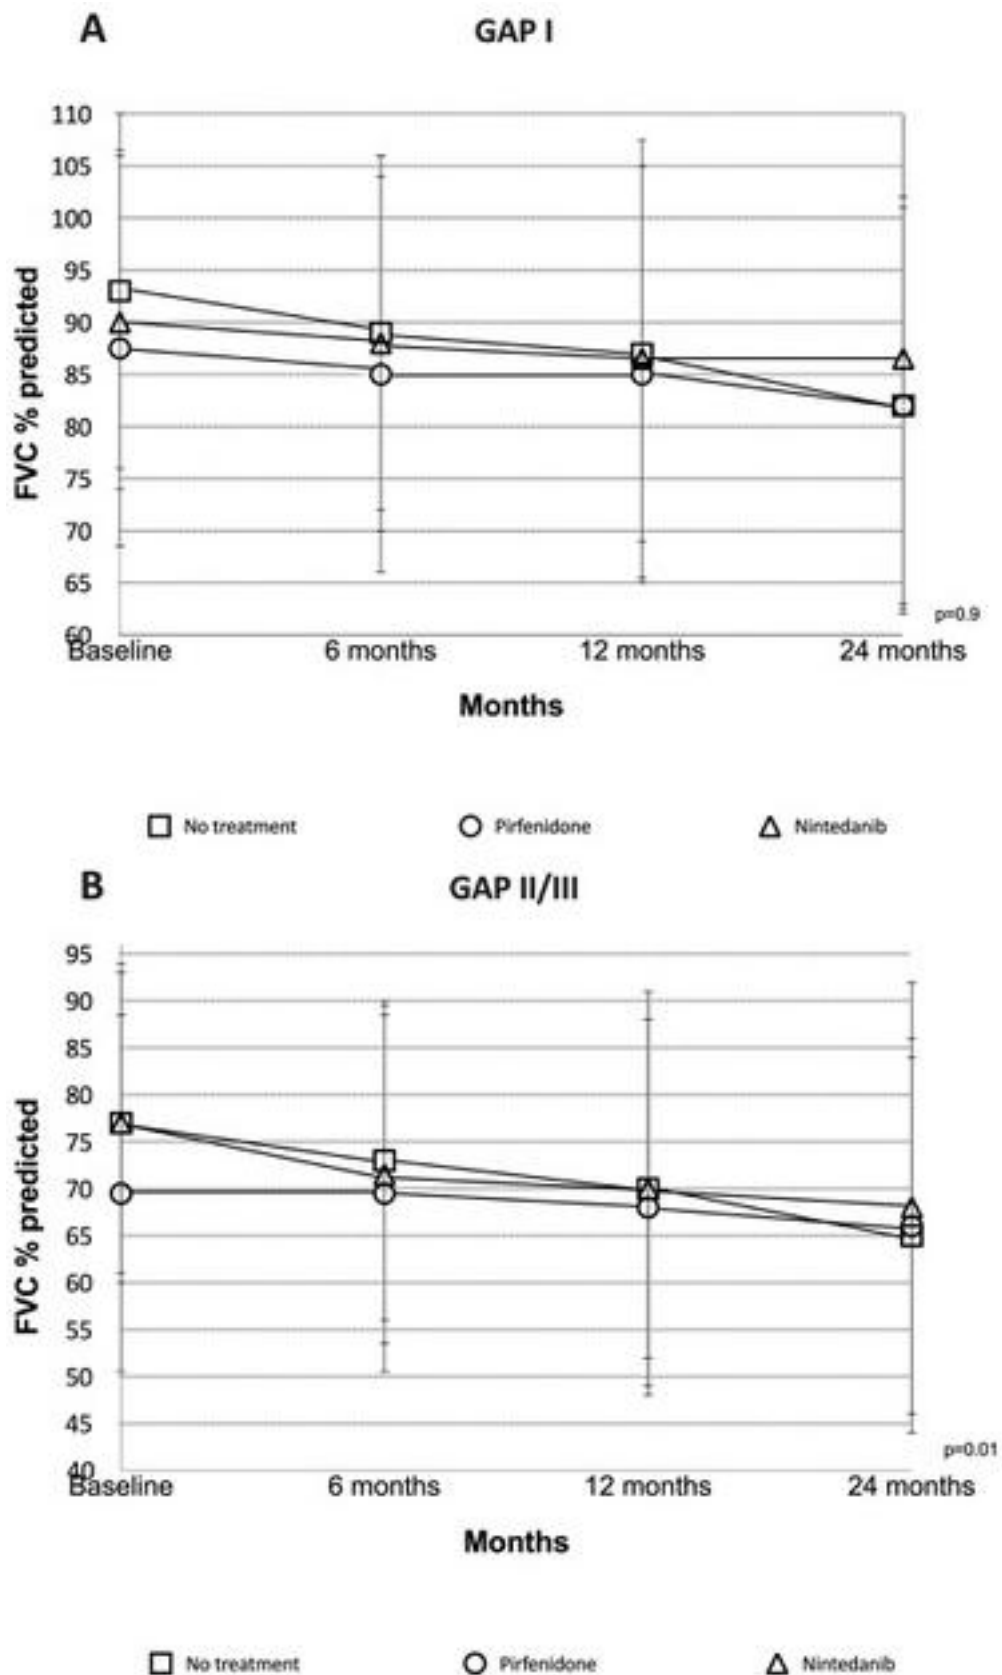 A
GAP I
110
105
100
95
90
85
80
75
70
65
60
FVC % predicted
p=0.9
Baseline 6 months 12 months 24 months
Months
No treatment Pirfenidone Nintedanib
B
GAP II/III
95
90
85
80
75
70
65
60
55
50
45
40
FVC % predicted
p=0.01
Baseline 6 months 12 months 24 months
Months
No treatment Pirfenidone Nintedanib